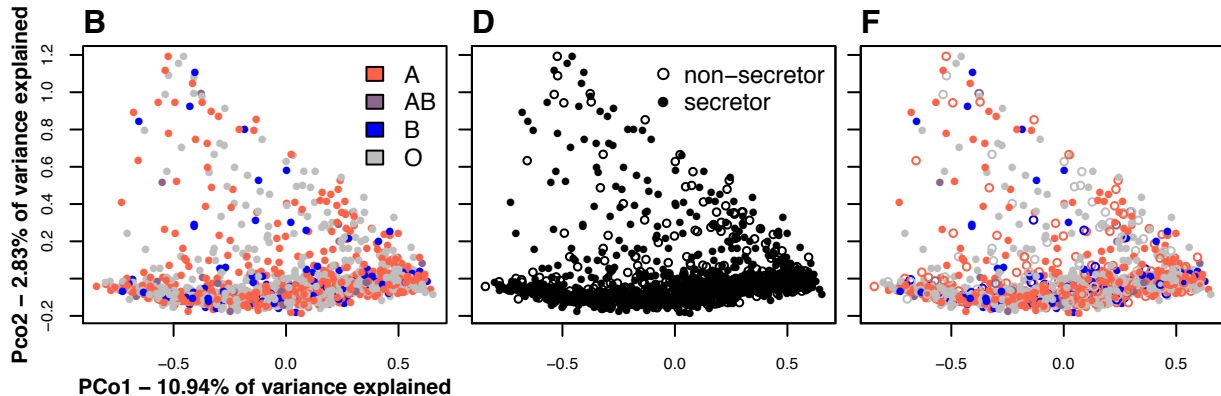 B
D
F
Pco2 – 2.83% of variance explained
1.2
1.0
0.8
0.6
0.4
0.2
−0.2
A
AB
B
O
non−secretor
secretor
−0.5
0.0
0.5
−0.5
0.0
0.5
−0.5
0.0
0.5
PCo1 – 10.94% of variance explained